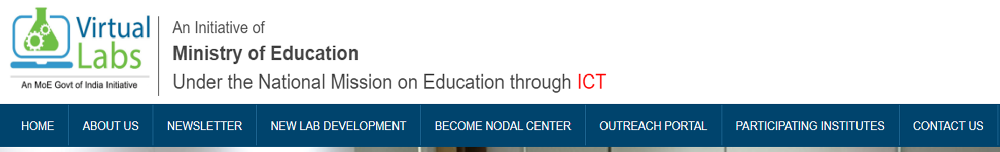 Virtual
Labs
An MoE Govt of India Initiative
An Initiative of
Ministry of Education
Under the National Mission on Education through ICT
HOME ABOUT US NEWSLETTER NEW LAB DEVELOPMENT BECOME NODAL CENTER OUTREACH PORTAL PARTICIPATING INSTITUTES CONTACT US